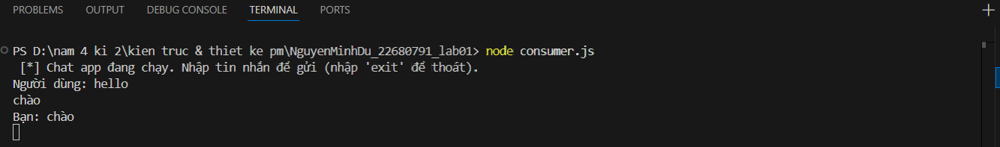 PROBLEMS OUTPUT DEBUG CONSOLE TERMINAL PORTS
PS D:\nam 4 ki 2\kien truc & thiet ke pm\NguyenMinhDu_22680791_lab01> node consumer.js
[*] Chat app đang chạy. Nhập tin nhắn để gửi (nhập 'exit' để thoát).
Người dùng: hello
chào
Bạn: chào